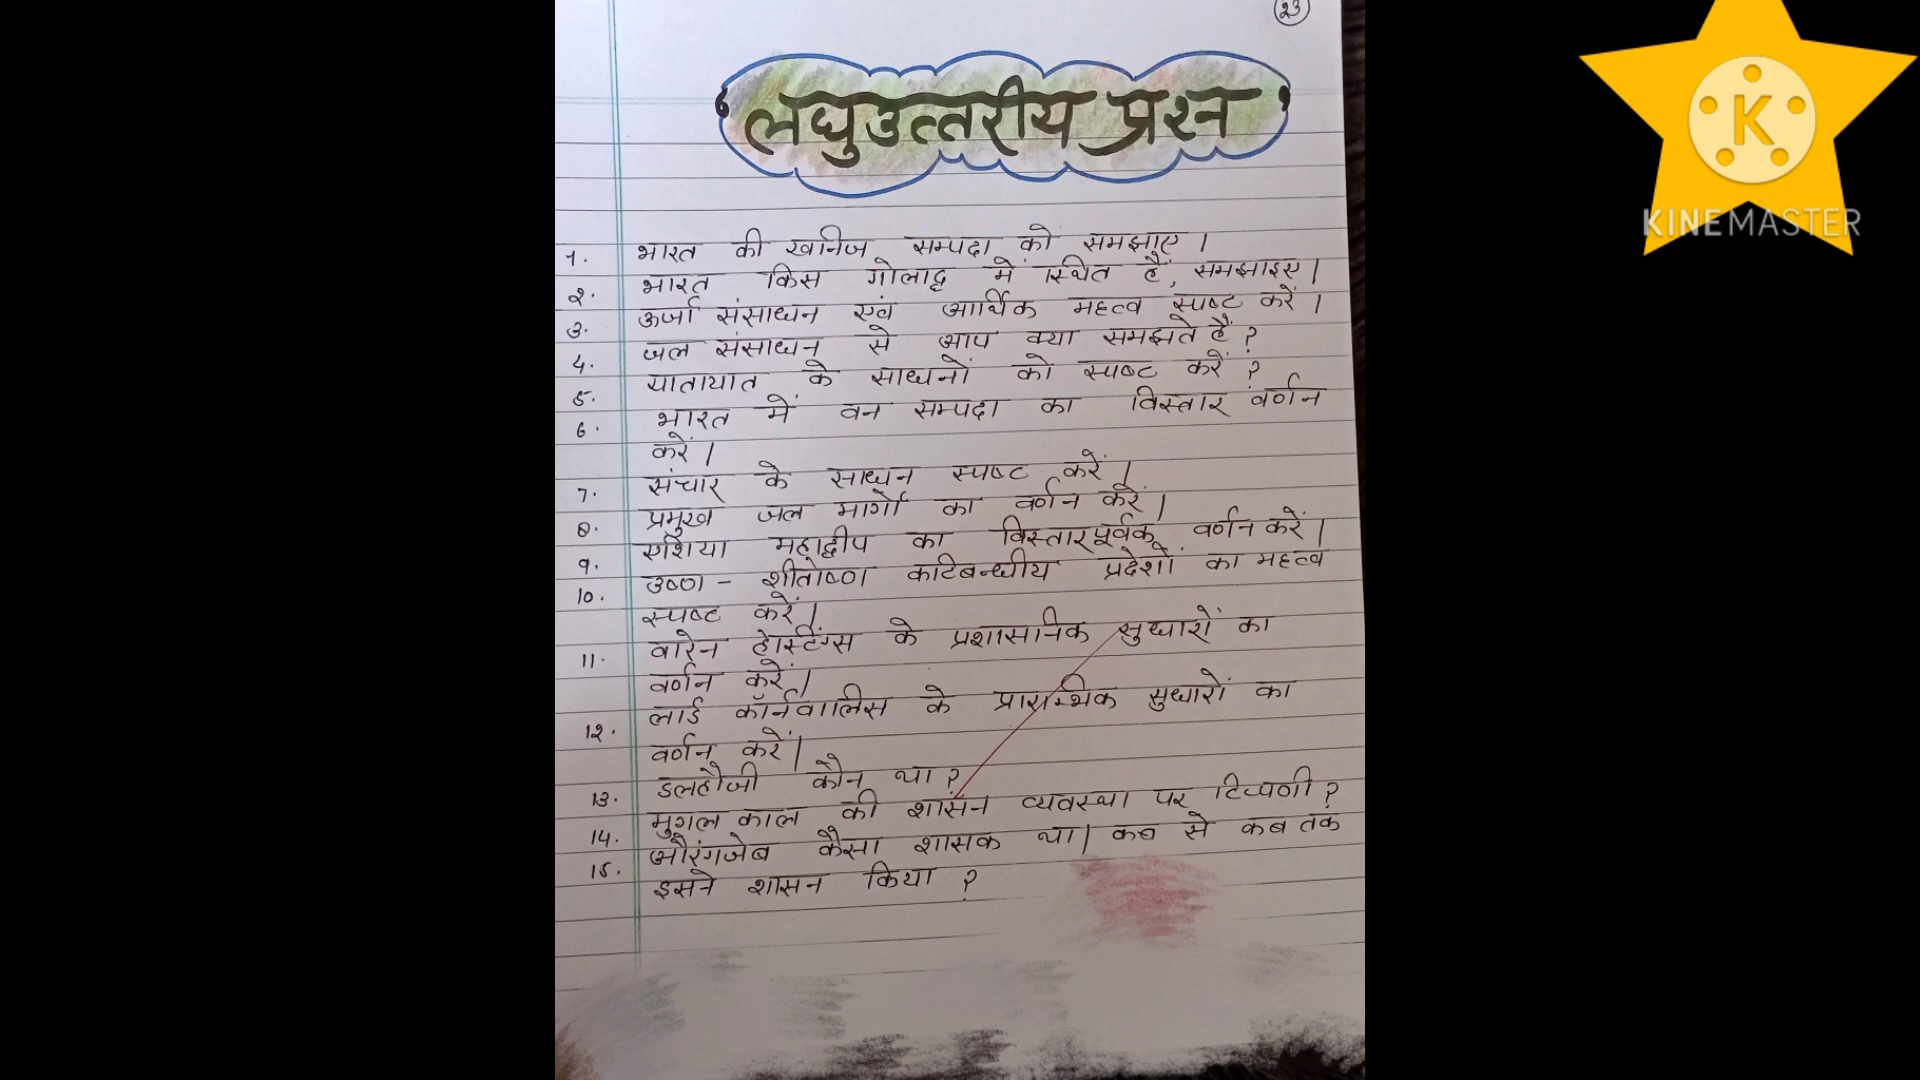 23
लघुउत्तरीय प्रश्न
1. भारत की खनिज सम्पदा को समझाए।
2. भारत किस गोलार्द्ध में स्थित है, समझाइए।
3. ऊर्जा संसाधन एवं आर्थिक महत्व स्पष्ट करें।
4. जल संसाधन से आप क्या समझते हैं?
5. यातायात के साधनों को स्पष्ट करें?
6. भारत में वन सम्पदा का विस्तार वर्णन
करें।
7. संचार के साधन स्पष्ट करें।
8. प्रमुख जल मार्गों का वर्णन करें।
9. एशिया महाद्वीप का विस्तारपूर्वक वर्णन करें।
10. उष्ण - शीतोष्ण कटिबन्धीय प्रदेशों का महत्व
स्पष्ट करें।
11. वारेन हेस्टिंग्स के प्रशासनिक सुधारों का
वर्णन करें।
12. लार्ड कॉर्नवालिस के प्रारम्भिक सुधारों का
वर्णन करें।
13. डलहौजी कौन था?
14. मुगल काल की शासन व्यवस्था पर टिप्पणी?
15. औरंगजेब कैसा शासक था। कब से कब तक
इसने शासन किया?
K
KINEMASTER